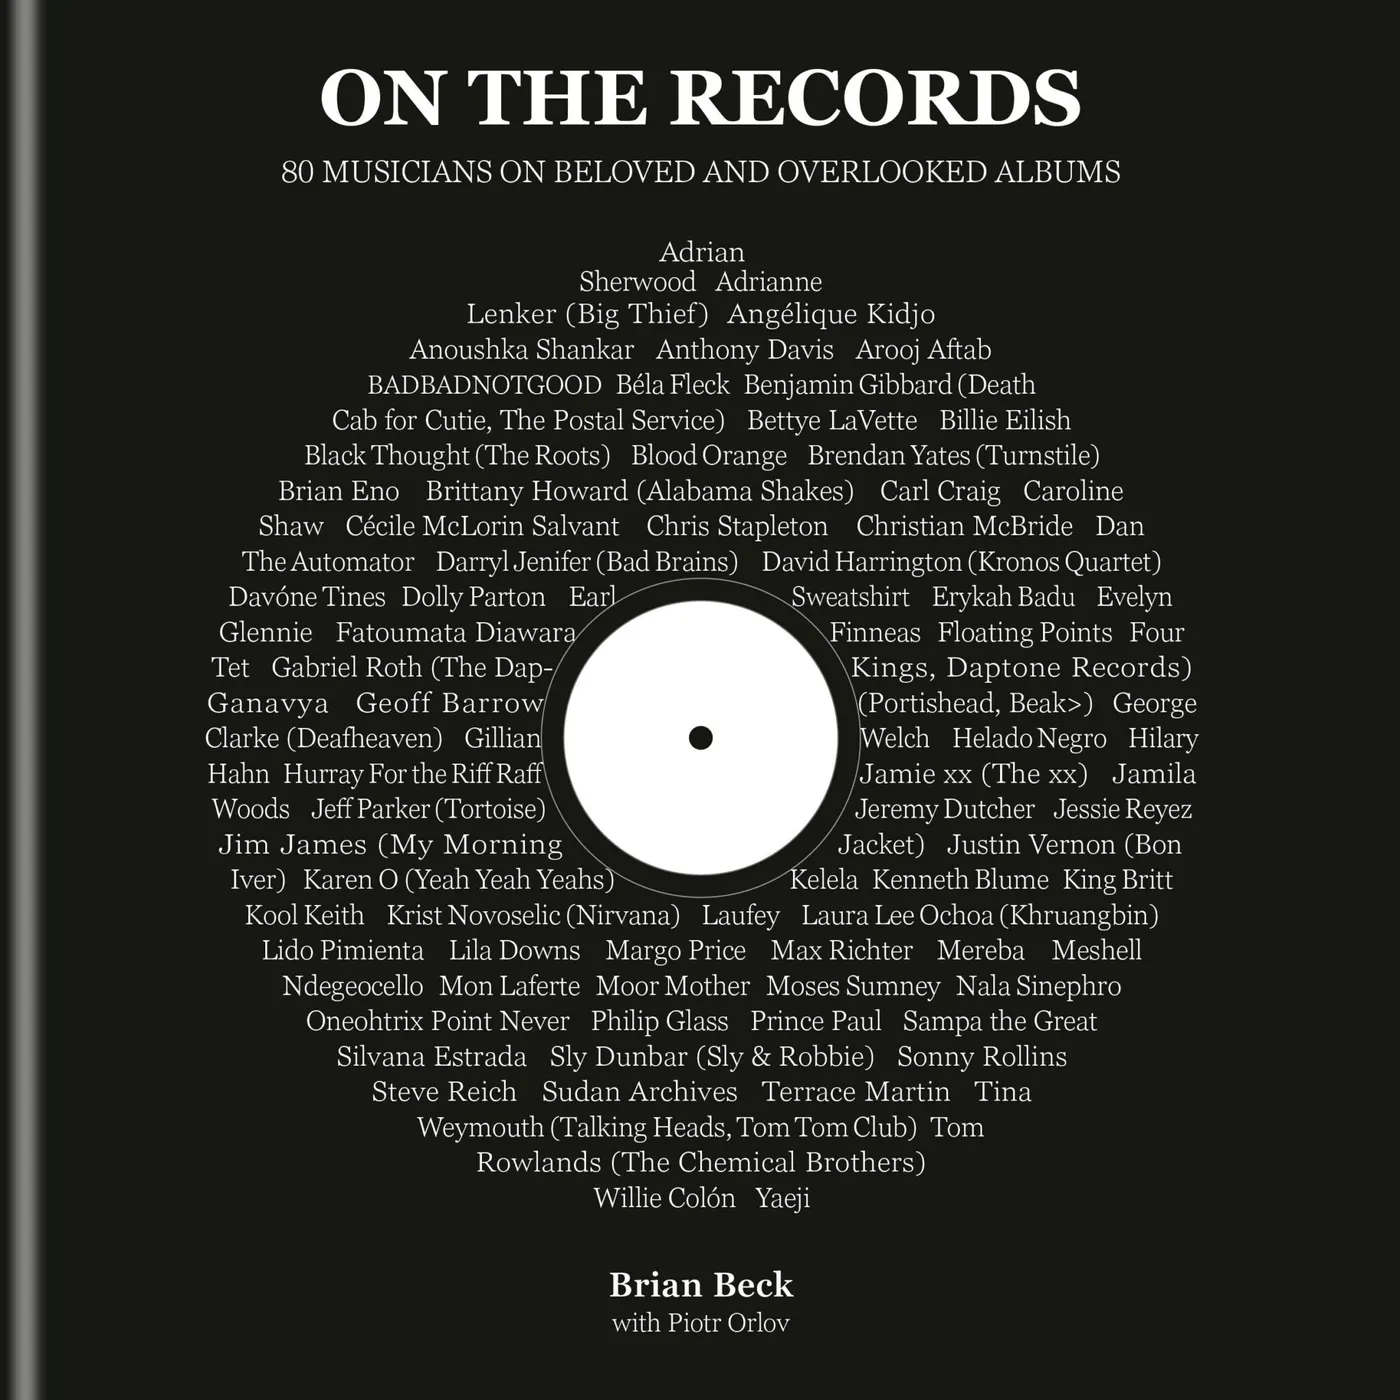 ON THE RECORDS
80 MUSICIANS ON BELOVED AND OVERLOOKED ALBUMS
Adrian
Sherwood Adrianne
Lenker (Big Thief) Angélique Kidjo
Anoushka Shankar Anthony Davis Arooj Aftab
BADBADNOTGOOD Béla Fleck Benjamin Gibbard (Death
Cab for Cutie, The Postal Service) Bettye LaVette Billie Eilish
Black Thought (The Roots) Blood Orange Brendan Yates (Turnstile)
Brian Eno Brittany Howard (Alabama Shakes) Carl Craig Caroline
Shaw Cécile McLorin Salvant Chris Stapleton Christian McBride Dan
The Automator Darryl Jenifer (Bad Brains) David Harrington (Kronos Quartet)
Davóne Tines Dolly Parton Earl Sweatshirt Erykah Badu Evelyn
Glennie Fatoumata Diawara Finneas Floating Points Four
Tet Gabriel Roth (The Dap-Kings, Daptone Records)
Ganavya Geoff Barrow (Portishead, Beak>) George
Clarke (Deafheaven) Gillian Welch Helado Negro Hilary
Hahn Hurray For the Riff Raff Jamie xx (The xx) Jamila
Woods Jeff Parker (Tortoise) Jeremy Dutcher Jessie Reyez
Jim James (My Morning Jacket) Justin Vernon (Bon
Iver) Karen O (Yeah Yeah Yeahs) Kelela Kenneth Blume King Britt
Kool Keith Krist Novoselic (Nirvana) Laufey Laura Lee Ochoa (Khruangbin)
Lido Pimienta Lila Downs Margo Price Max Richter Mereba Meshell
Ndegeocello Mon Laferte Moor Mother Moses Sumney Nala Sinephro
Oneohtrix Point Never Philip Glass Prince Paul Sampa the Great
Silvana Estrada Sly Dunbar (Sly & Robbie) Sonny Rollins
Steve Reich Sudan Archives Terrace Martin Tina
Weymouth (Talking Heads, Tom Tom Club) Tom
Rowlands (The Chemical Brothers)
Willie Colón Yaeji
Brian Beck
with Piotr Orlov